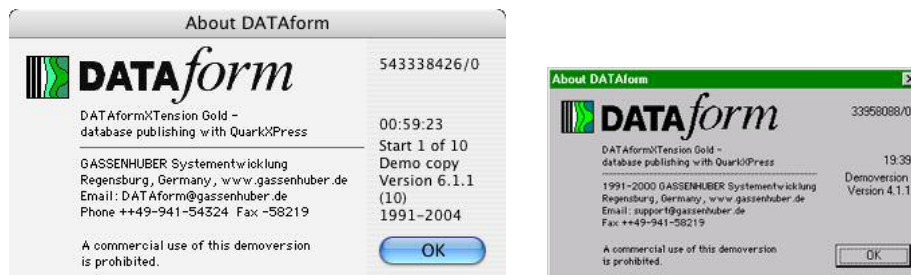 About DATAform
DATAform
543338426/0
DATAformXTension Gold -
database publishing with QuarkXPress
00:59:23
Start 1 of 10
GASSENHUBER Systementwicklung
Demo copy
Regensburg, Germany, www.gassenhuber.de
Version 6.1.1
Email: DATAform@gassenhuber.de
(10)
Phone ++49-941-54324 Fax -58219
1991-2004
A commercial use of this demoversion
is prohibited.
OK
About DATAform
DATAform
33958088/0
DATAformXTension Gold -
database publishing with QuarkXPress
19:39
Demoversion
1991-2000 GASSENHUBER Systementwicklung
Version 4.1.1
Regensburg, Germany, www.gassenhuber.de
Email: support@gassenhuber.de
Fax ++49-941-58219
A commercial use of this demoversion
is prohibited.
OK